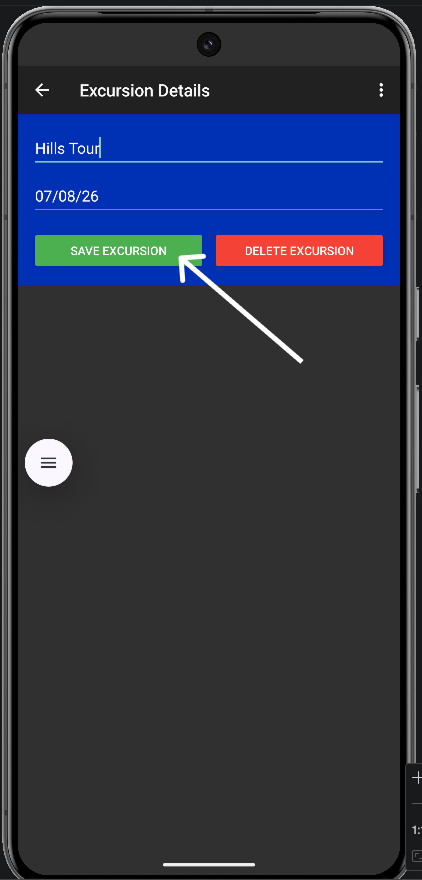 Excursion Details
Hills Tour
07/08/26
SAVE EXCURSION
DELETE EXCURSION